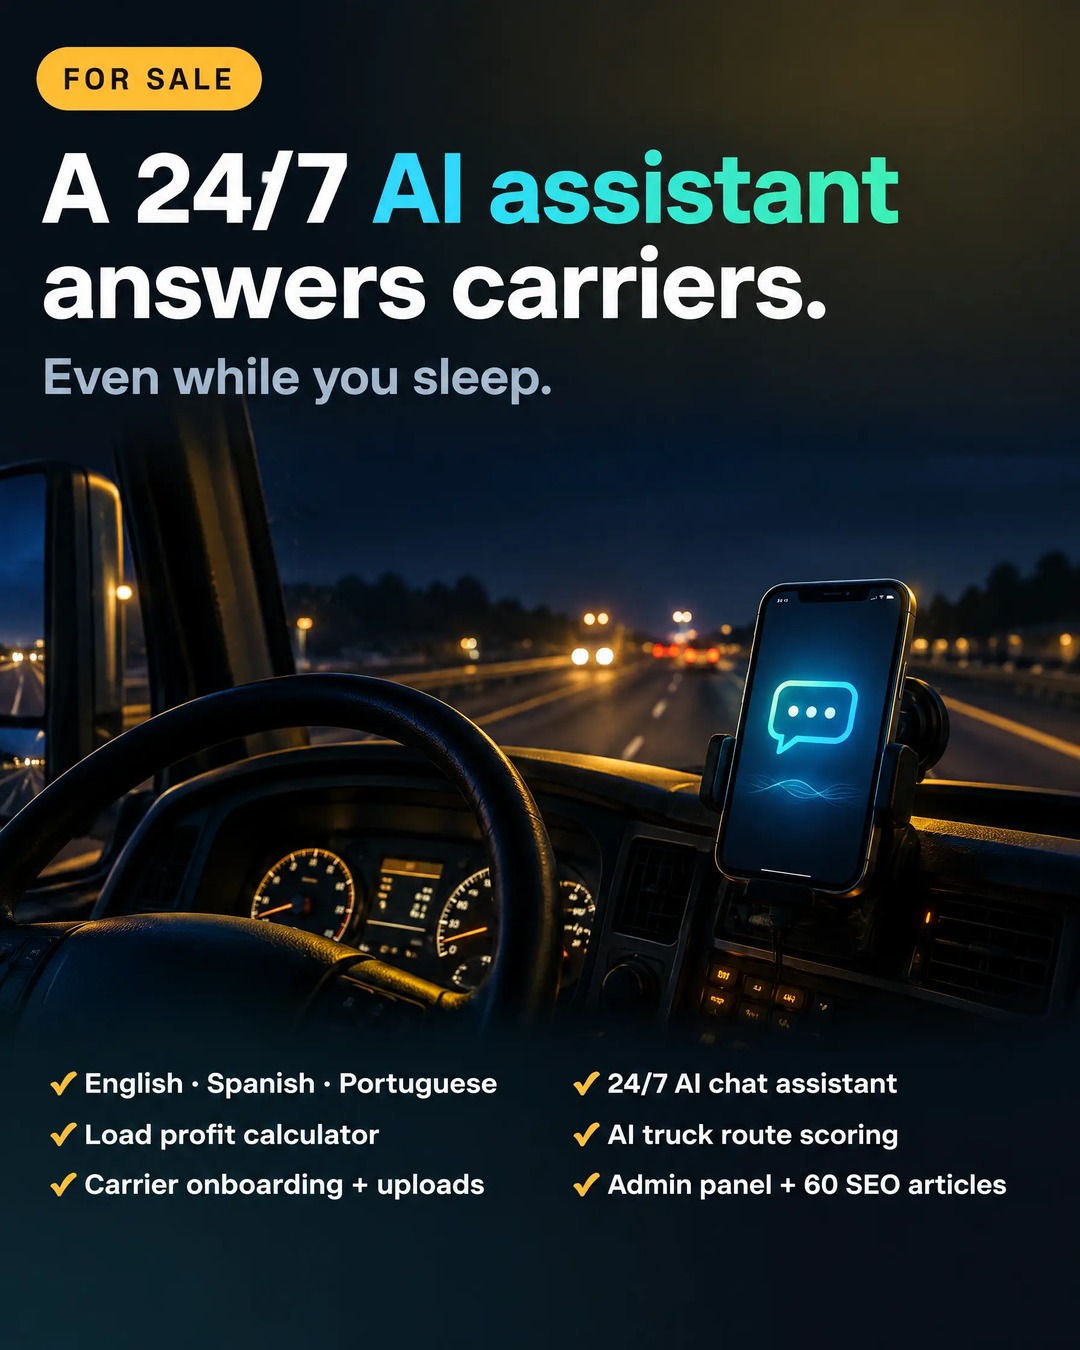 FOR SALE
A 24/7 AI assistant
answers carriers.
Even while you sleep.
✓ English · Spanish · Portuguese
✓ Load profit calculator
✓ Carrier onboarding + uploads
✓ 24/7 AI chat assistant
✓ AI truck route scoring
✓ Admin panel + 60 SEO articles